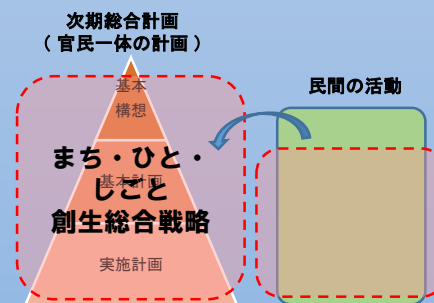 次期総合計画
（官民一体の計画）
民間の活動
基本
構想
まち・ひと・
しごと
基本計画
創生総合戦略
実施計画